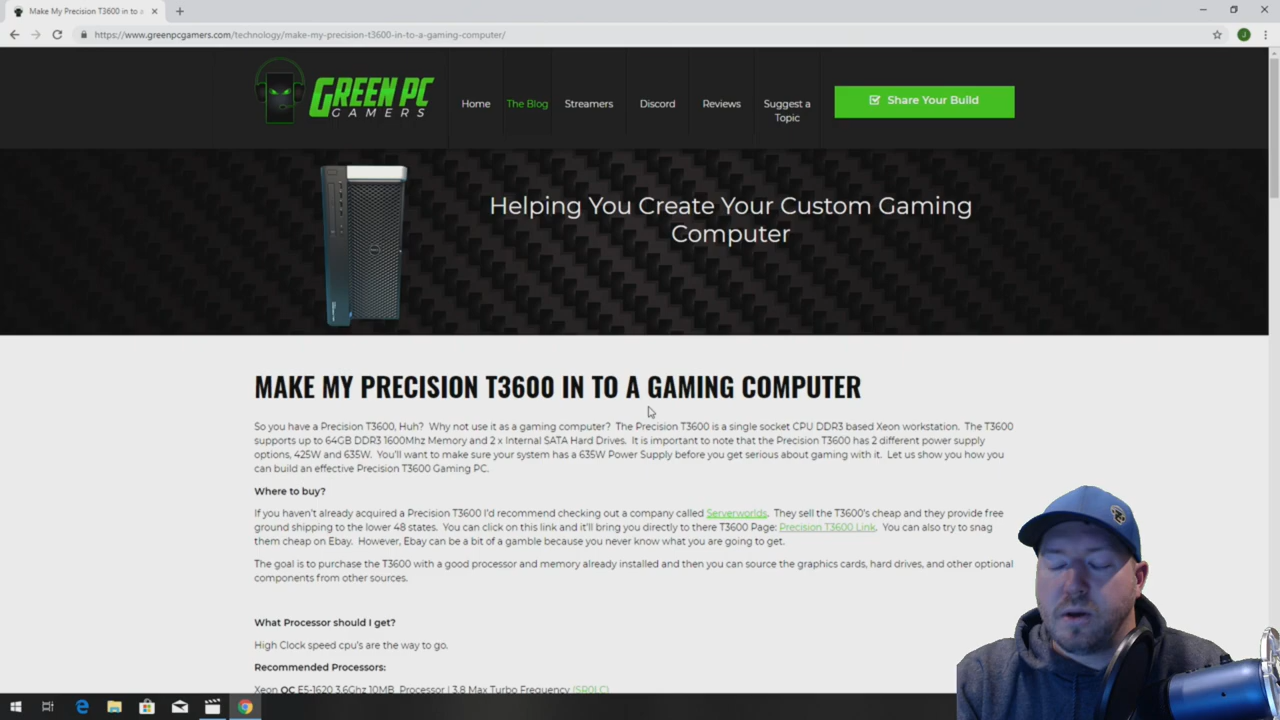 Make My Precision T3600 in to a
https://www.greenpcgamers.com/technology/make-my-precision-t3600-in-to-a-gaming-computer/
J
GREEN PC
GAMERS
Home
The Blog
Streamers
Discord
Reviews
Suggest a
Topic
Share Your Build
Helping You Create Your Custom Gaming
Computer
MAKE MY PRECISION T3600 IN TO A GAMING COMPUTER
So you have a Precision T3600, Huh? Why not use it as a gaming computer? The Precision T3600 is a single socket CPU DDR3 based Xeon workstation. The T3600
supports up to 64GB DDR3 1600Mhz Memory and 2 x Internal SATA Hard Drives. It is important to note that the Precision T3600 has 2 different power supply
options, 425W and 635W. You'll want to make sure your system has a 635W Power Supply before you get serious about gaming with it. Let us show you how you
can build an effective Precision T3600 Gaming PC.
Where to buy?
If you haven't already acquired a Precision T3600 I'd recommend checking out a company called Serverworlds. They sell the T3600's cheap and they provide free
ground shipping to the lower 48 states. You can click on this link and it'll bring you directly to there T3600 Page: Precision T3600 Link. You can also try to snag
them cheap on Ebay. However, Ebay can be a bit of a gamble because you never know what you are going to get.
The goal is to purchase the T3600 with a good processor and memory already installed and then you can source the graphics cards, hard drives, and other optional
components from other sources.
What Processor should I get?
High Clock speed cpu's are the way to go.
Recommended Processors:
Xeon OC E5-1620 3.6Ghz 10MB Processor | 3.8 Max Turbo Frequency (SR0LC)